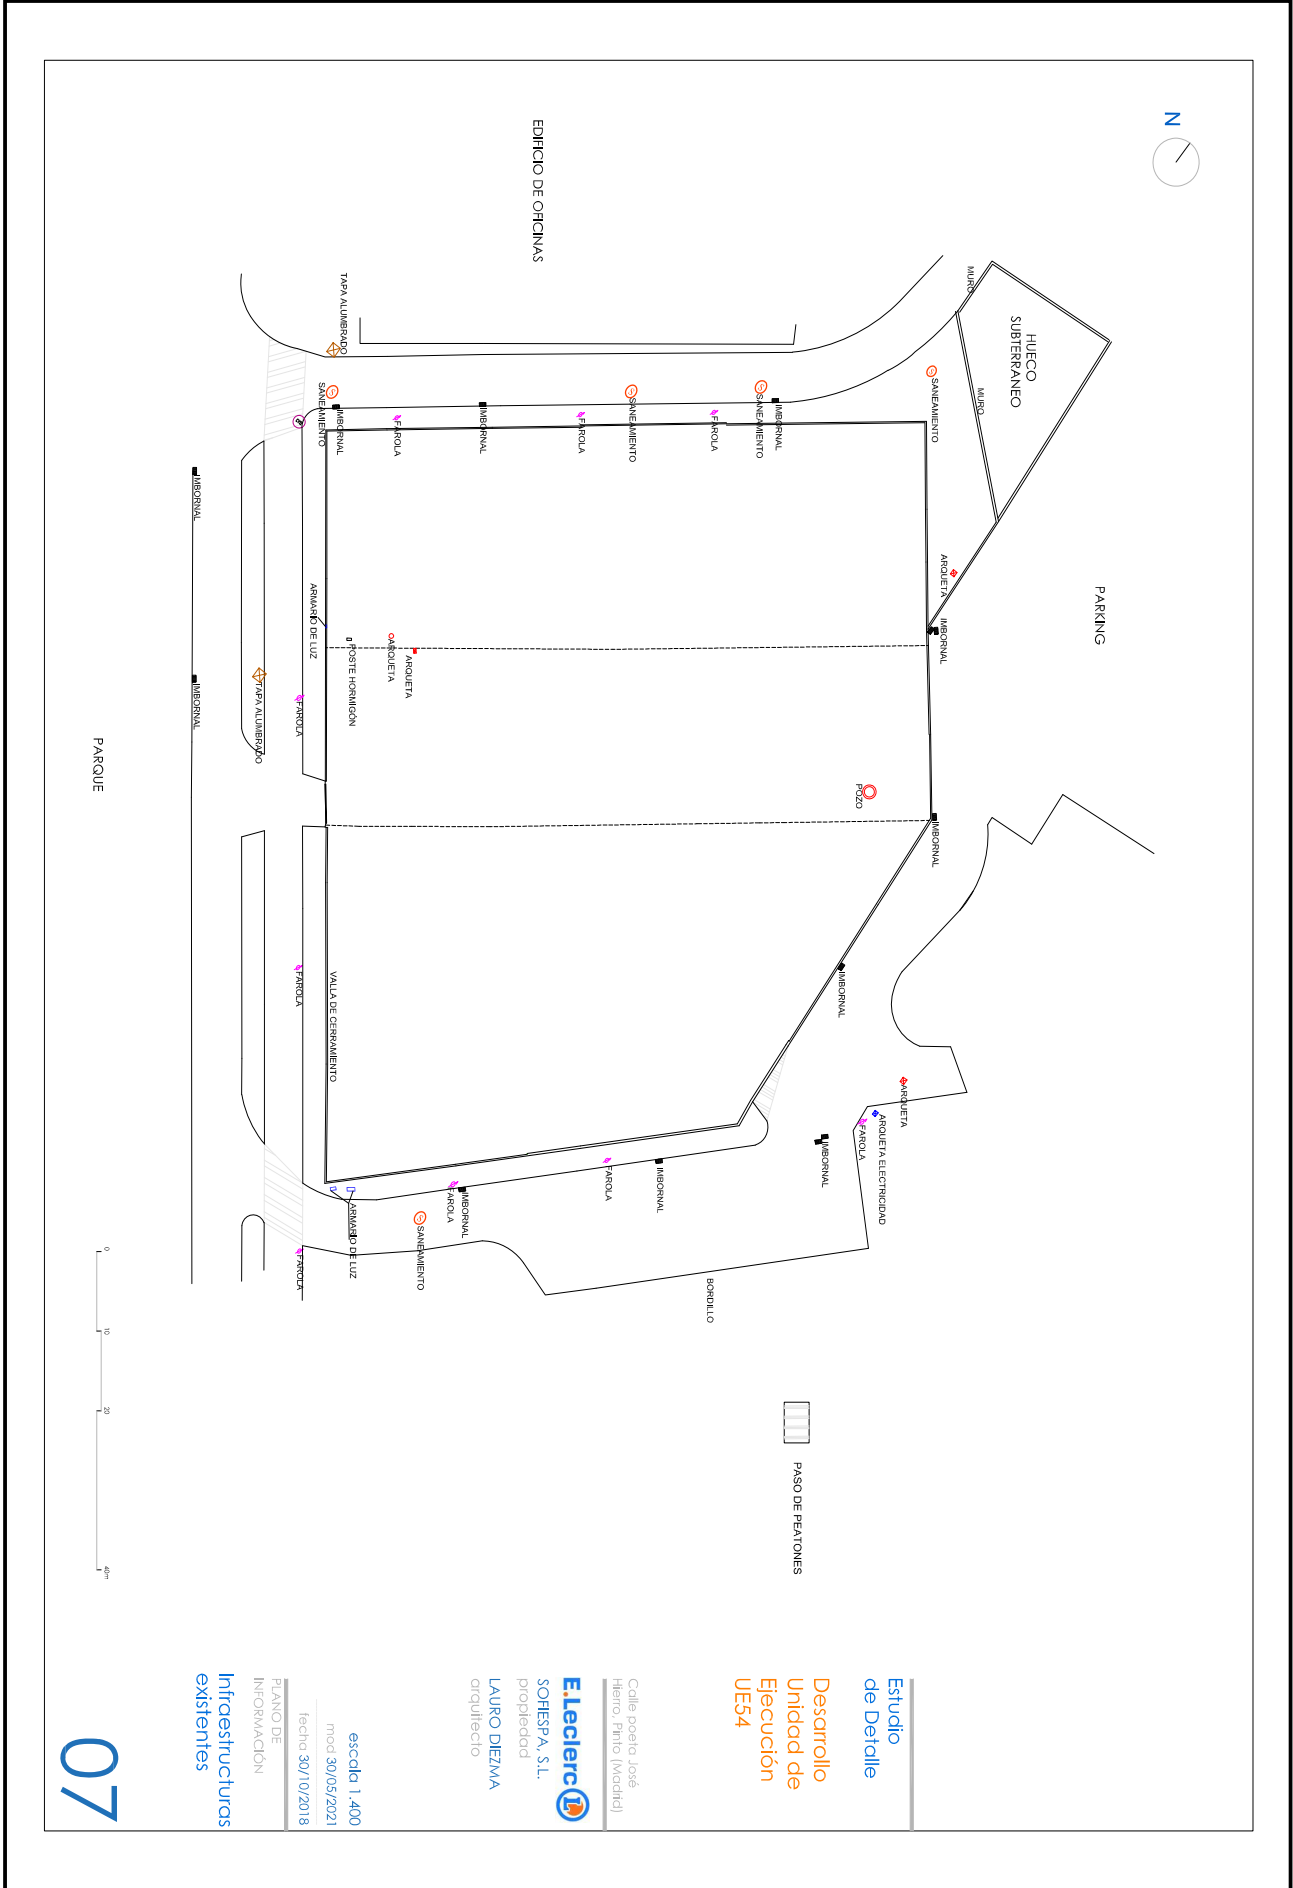 N
EDIFICIO DE OFICINAS
HUECO
SUBTERRANEO
MURO
MURO
PARKING
TAPA ALUMBRADO
SANEAMIENTO
IMBORNAL
FAROLA
IMBORNAL
FAROLA
SANEAMIENTO
FAROLA
SANEAMIENTO
IMBORNAL
SANEAMIENTO
IMBORNAL
IMBORNAL
ARQUETA
IMBORNAL
ARMARIO DE LUZ
POSTE HORMIGÓN
ARQUETA
ARQUETA
TAPA ALUMBRADO
FAROLA
PARQUE
POZO
IMBORNAL
IMBORNAL
FAROLA
VALLA DE CERRAMIENTO
ARQUETA
ARQUETA ELECTRICIDAD
FAROLA
IMBORNAL
IMBORNAL
FAROLA
IMBORNAL
FAROLA
SANEAMIENTO
ARMARIO DE LUZ
FAROLA
BORDILLO
PASO DE PEATONES
0
10
20
40m
Estudio
de Detalle
Desarrollo
Unidad de
Ejecución
UE54
Calle poeta José
Hierro, Pinto (Madrid)
E.Leclerc L
SOFIESPA, S.L.
propiedad
LAURO DIEZMA
arquitecto
escala 1.400
mod 30/05/2021
fecha 30/10/2018
PLANO DE
INFORMACIÓN
Infraestructuras
existentes
07